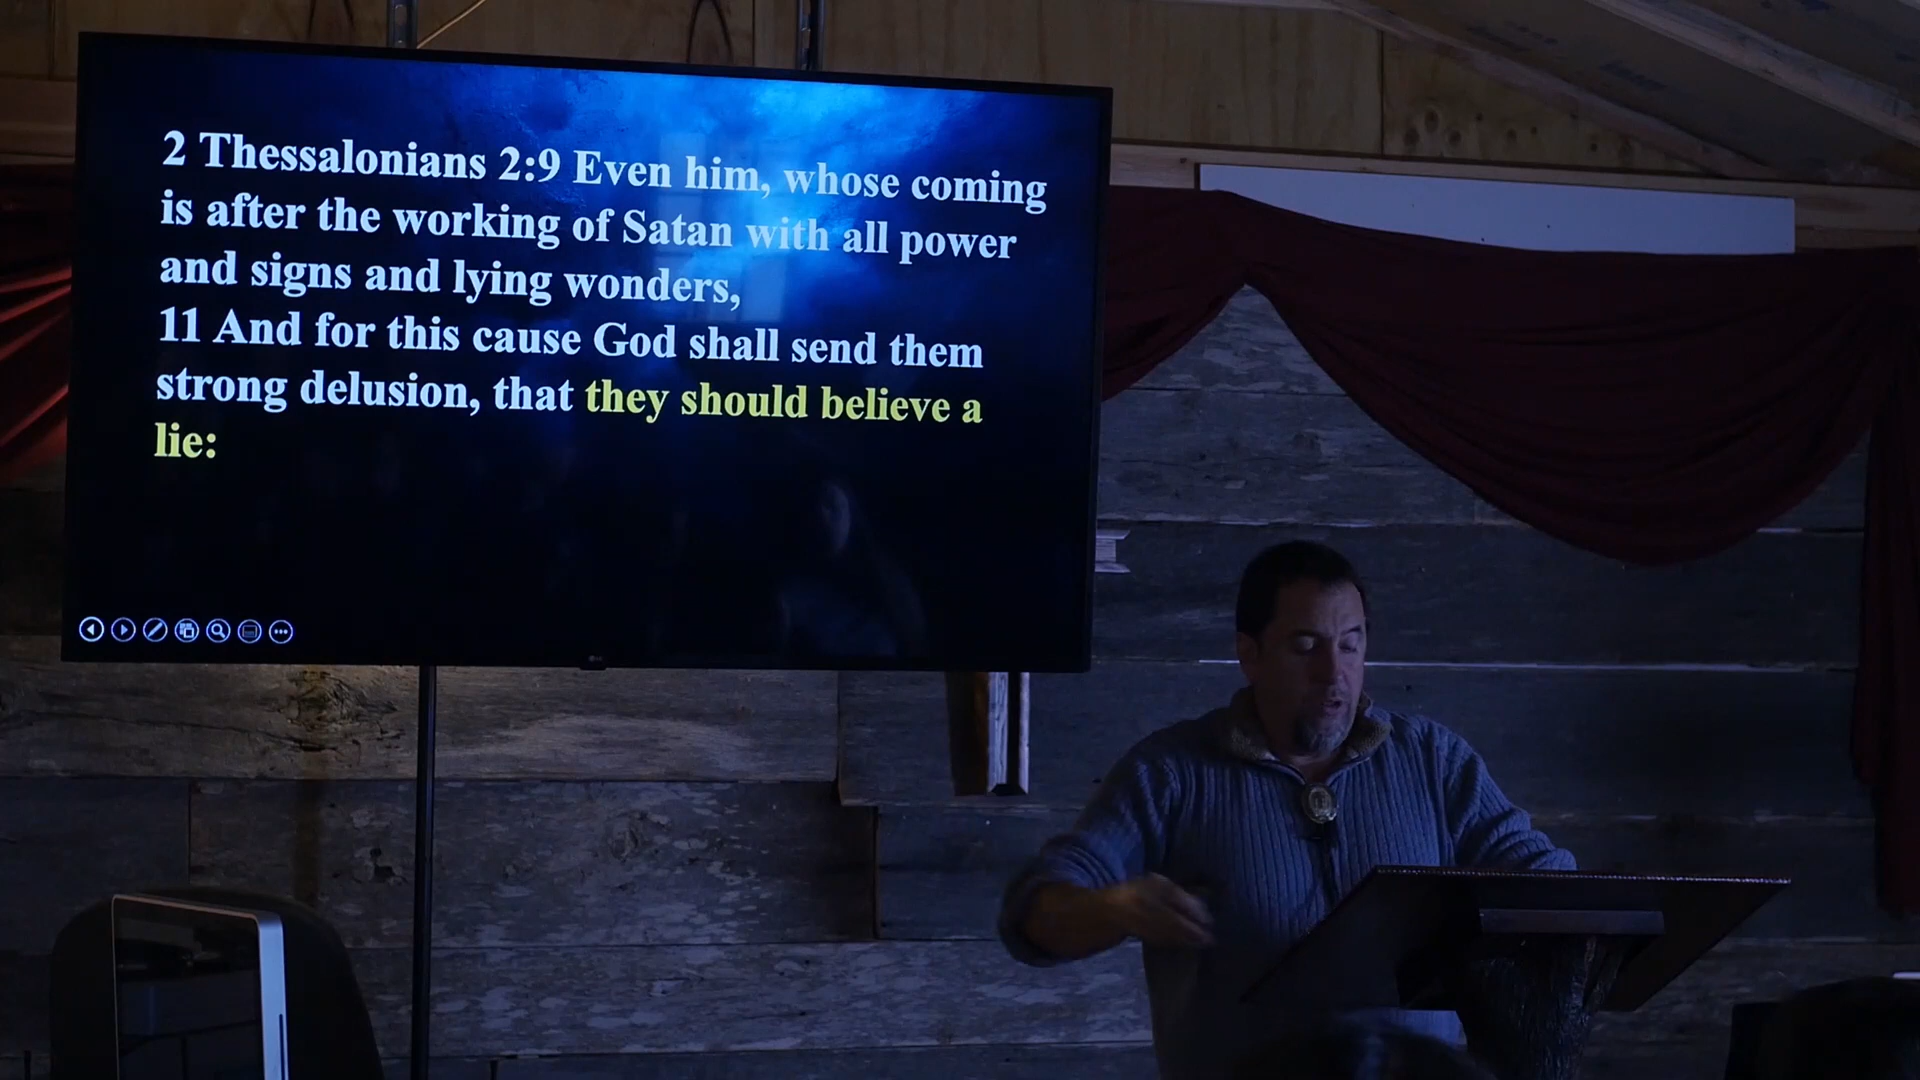 2 Thessalonians 2:9 Even him, whose coming
is after the working of Satan with all power
and signs and lying wonders,
11 And for this cause God shall send them
strong delusion, that they should believe a
lie: